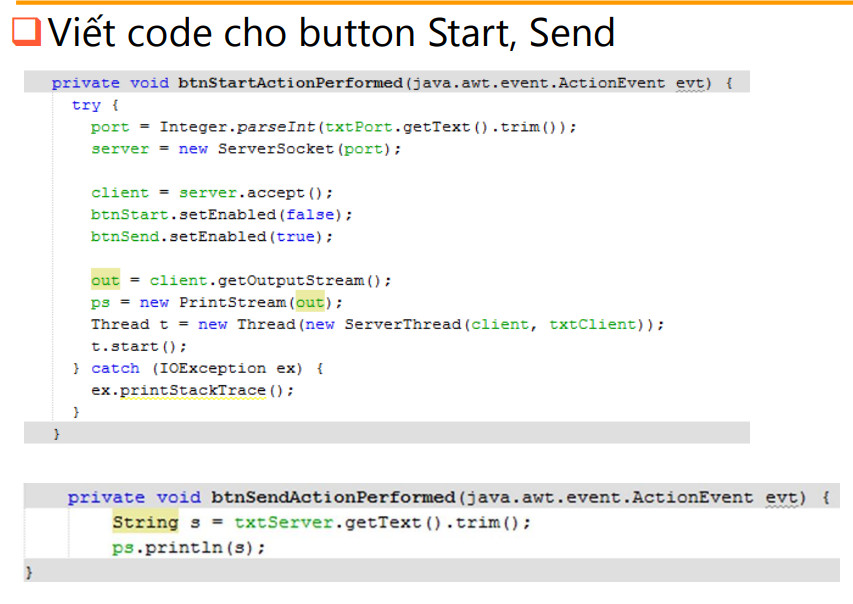 Viết code cho button Start, Send
private void btnStartActionPerformed(java.awt.event.ActionEvent evt) {
try {
port = Integer.parseInt(txtPort.getText().trim());
server = new ServerSocket(port);
client = server.accept();
btnStart.setEnabled(false);
btnSend.setEnabled(true);
out = client.getOutputStream();
ps = new PrintStream(out);
Thread t = new Thread(new ServerThread(client, txtClient));
t.start();
} catch (IOException ex) {
ex.printStackTrace();
}
}
private void btnSendActionPerformed(java.awt.event.ActionEvent evt) {
String s = txtServer.getText().trim();
ps.println(s);
}